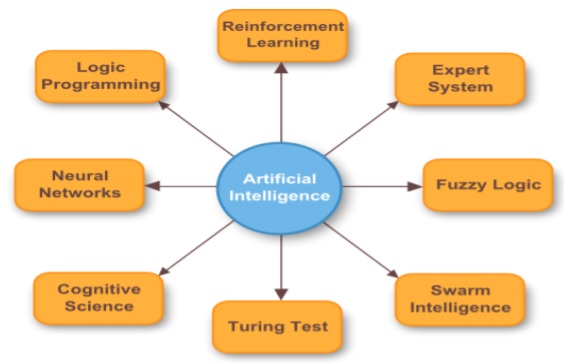 Reinforcement
Learning
Logic
Programming
Expert
System
Neural
Networks
Artificial
Intelligence
Fuzzy Logic
Cognitive
Science
Turing Test
Swarm
Intelligence